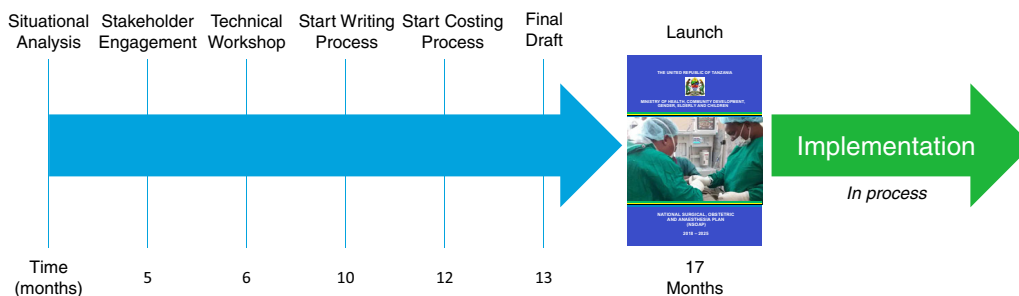 Situational
Analysis
Stakeholder
Engagement
Technical
Workshop
Start Writing
Process
Start Costing
Process
Final
Draft
Launch
THE UNITED REPUBLIC OF TANZANIA
MINISTRY OF HEALTH, COMMUNITY DEVELOPMENT,
GENDER, ELDERLY AND CHILDREN
NATIONAL SURGICAL, OBSTETRIC
AND ANAESTHESIA PLAN
(NSOAP)
2018 – 2025
Implementation
In process
Time
(months)
5
6
10
12
13
17
Months